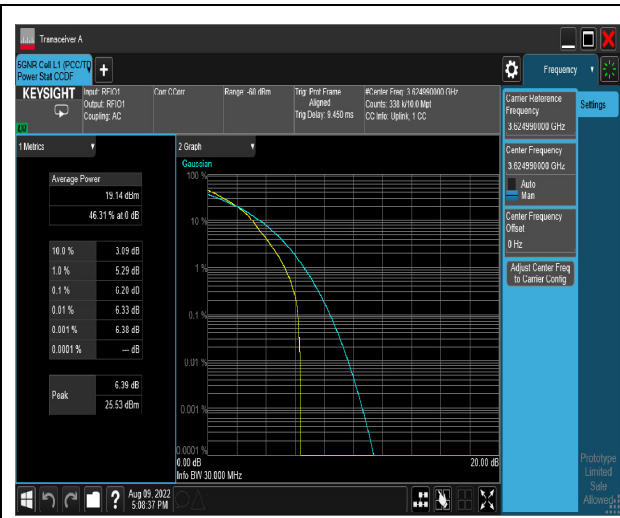 Transceiver A
5GNR Cell L1 (PCC/TD
Power Stat CCDF
Frequency
KEYSIGHT
Input: RFIO1
Output: RFIO1
Coupling: AC
Corr CCorr
Range: -60 dBm
Trig: Prot Frame
Aligned
Trig Delay: 9.450 ms
#Center Freq: 3.624990000 GHz
Counts: 338 k/10.0 Mpt
CC Info: Uplink, 1 CC
1 Metrics
Average Power
19.14 dBm
46.31 % at 0 dB
10.0 % 3.09 dB
1.0 % 5.29 dB
0.1 % 6.20 dB
0.01 % 6.33 dB
0.001 % 6.38 dB
0.0001 % --- dB
Peak
6.39 dB
25.53 dBm
2 Graph
Gaussian
100 %
10 %
1 %
0.1 %
0.01 %
0.001 %
0.0001 %
0.00 dB
20.00 dB
Info BW 30.000 MHz
Carrier Reference
Frequency
3.624990000 GHz
Center Frequency
3.624990000 GHz
Auto
Man
Center Frequency
Offset
0 Hz
Adjust Center Freq
to Carrier Config
Settings
Prototype
Limited
Sale
Allowed
?
Aug 09, 2022
5:08:37 PM